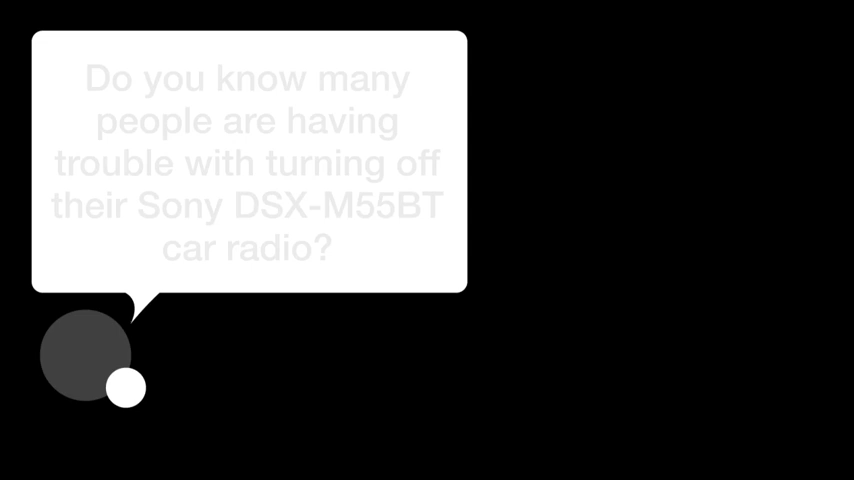 Do you know many
people are having
trouble with turning off
their Sony DSX-M55BT
car radio?